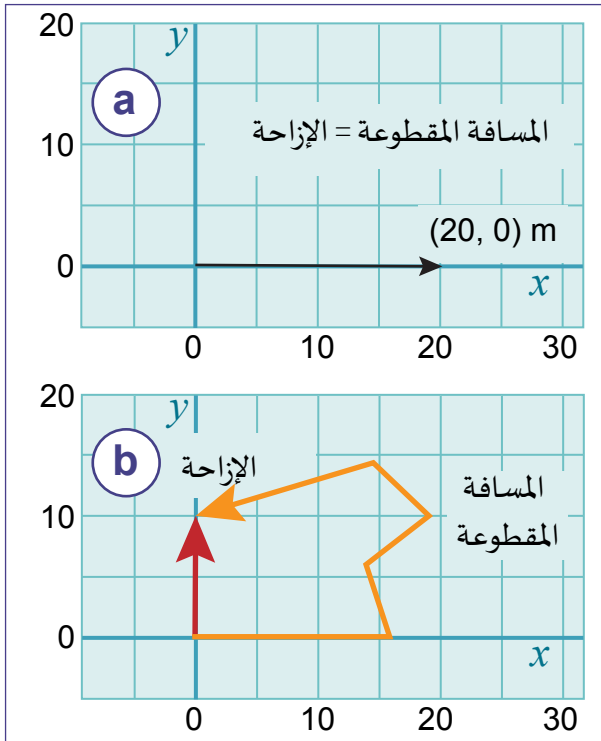 20
y
a
المسافة المقطوعة = الإزاحة
10
(20, 0) m
0
x
0 10 20 30
20
y
b
الإزاحة
المسافة
المقطوعة
10
0
x
0 10 20 30